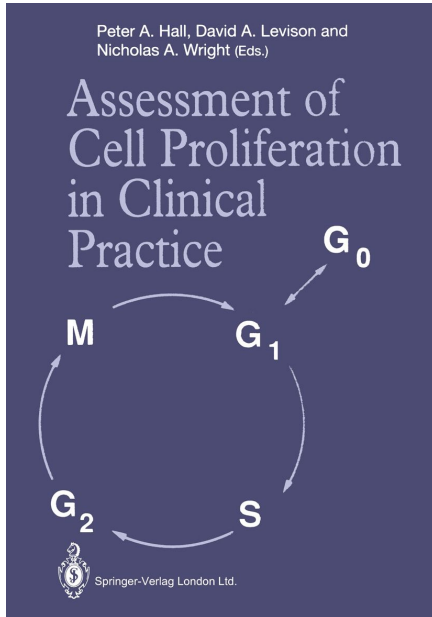 Peter A. Hall, David A. Levison and
Nicholas A. Wright (Eds.)
Assessment of
Cell Proliferation
in Clinical
Practice
G0
M
G1
G2
S
Springer-Verlag London Ltd.